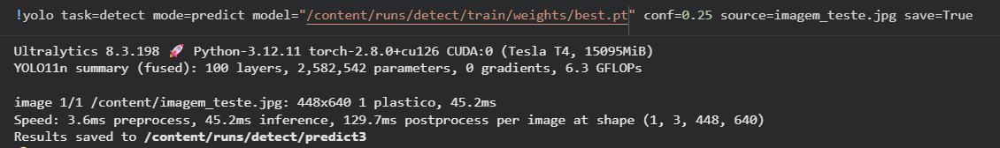 !yolo task=detect mode=predict model="/content/runs/detect/train/weights/best.pt" conf=0.25 source=imagem_teste.jpg save=True
Ultralytics 8.3.198 🚀 Python-3.12.11 torch-2.8.0+cu126 CUDA:0 (Tesla T4, 15095MiB)
YOLO11n summary (fused): 100 layers, 2,582,542 parameters, 0 gradients, 6.3 GFLOPs
image 1/1 /content/imagem_teste.jpg: 448x640 1 plastico, 45.2ms
Speed: 3.6ms preprocess, 45.2ms inference, 129.7ms postprocess per image at shape (1, 3, 448, 640)
Results saved to /content/runs/detect/predict3